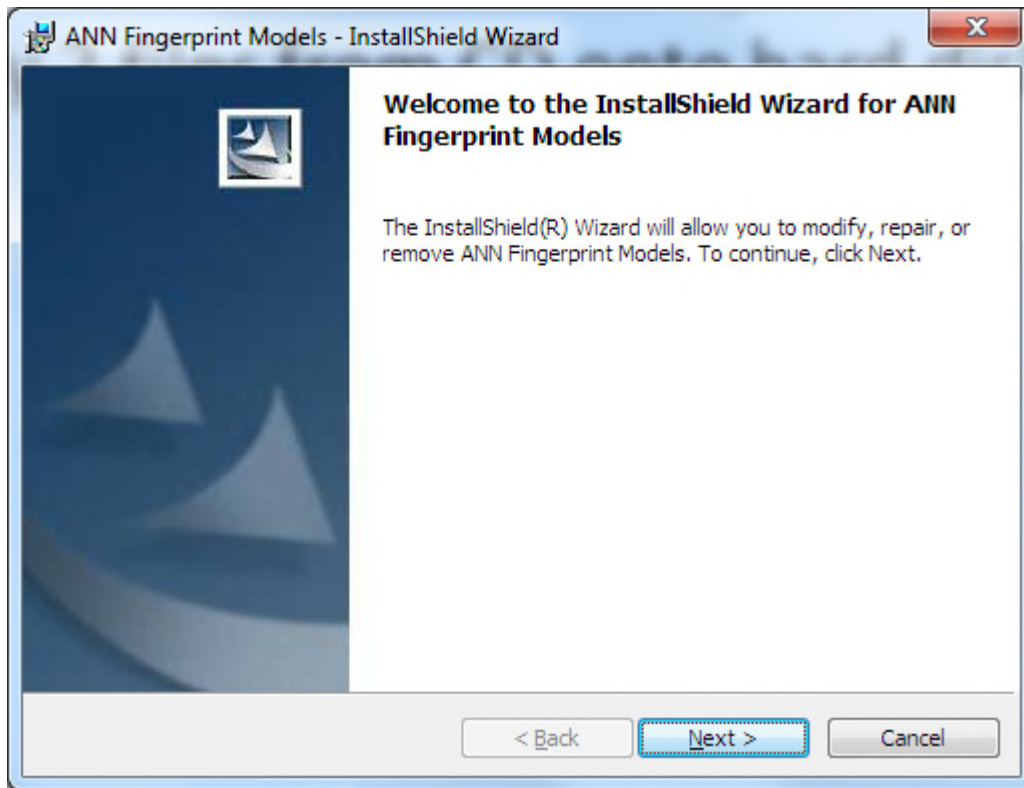 ANN Fingerprint Models - InstallShield Wizard
Welcome to the InstallShield Wizard for ANN
Fingerprint Models
The InstallShield(R) Wizard will allow you to modify, repair, or
remove ANN Fingerprint Models. To continue, click Next.
< Back
Next >
Cancel